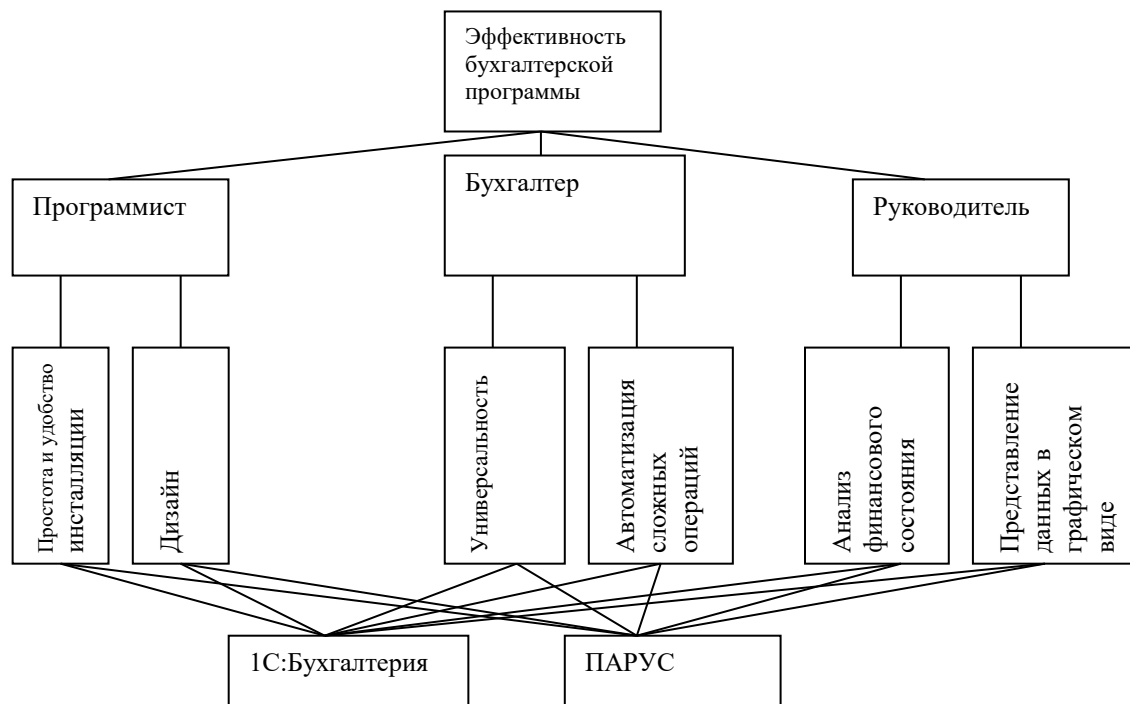 Эффективность
бухгалтерской
программы
Программист
Бухгалтер
Руководитель
Простота и удобство
инсталляции
Дизайн
Универсальность
Автоматизация
сложных
операций
Анализ
финансового
состояния
Представление
данных в
графическом
виде
1С:Бухгалтерия
ПАРУС